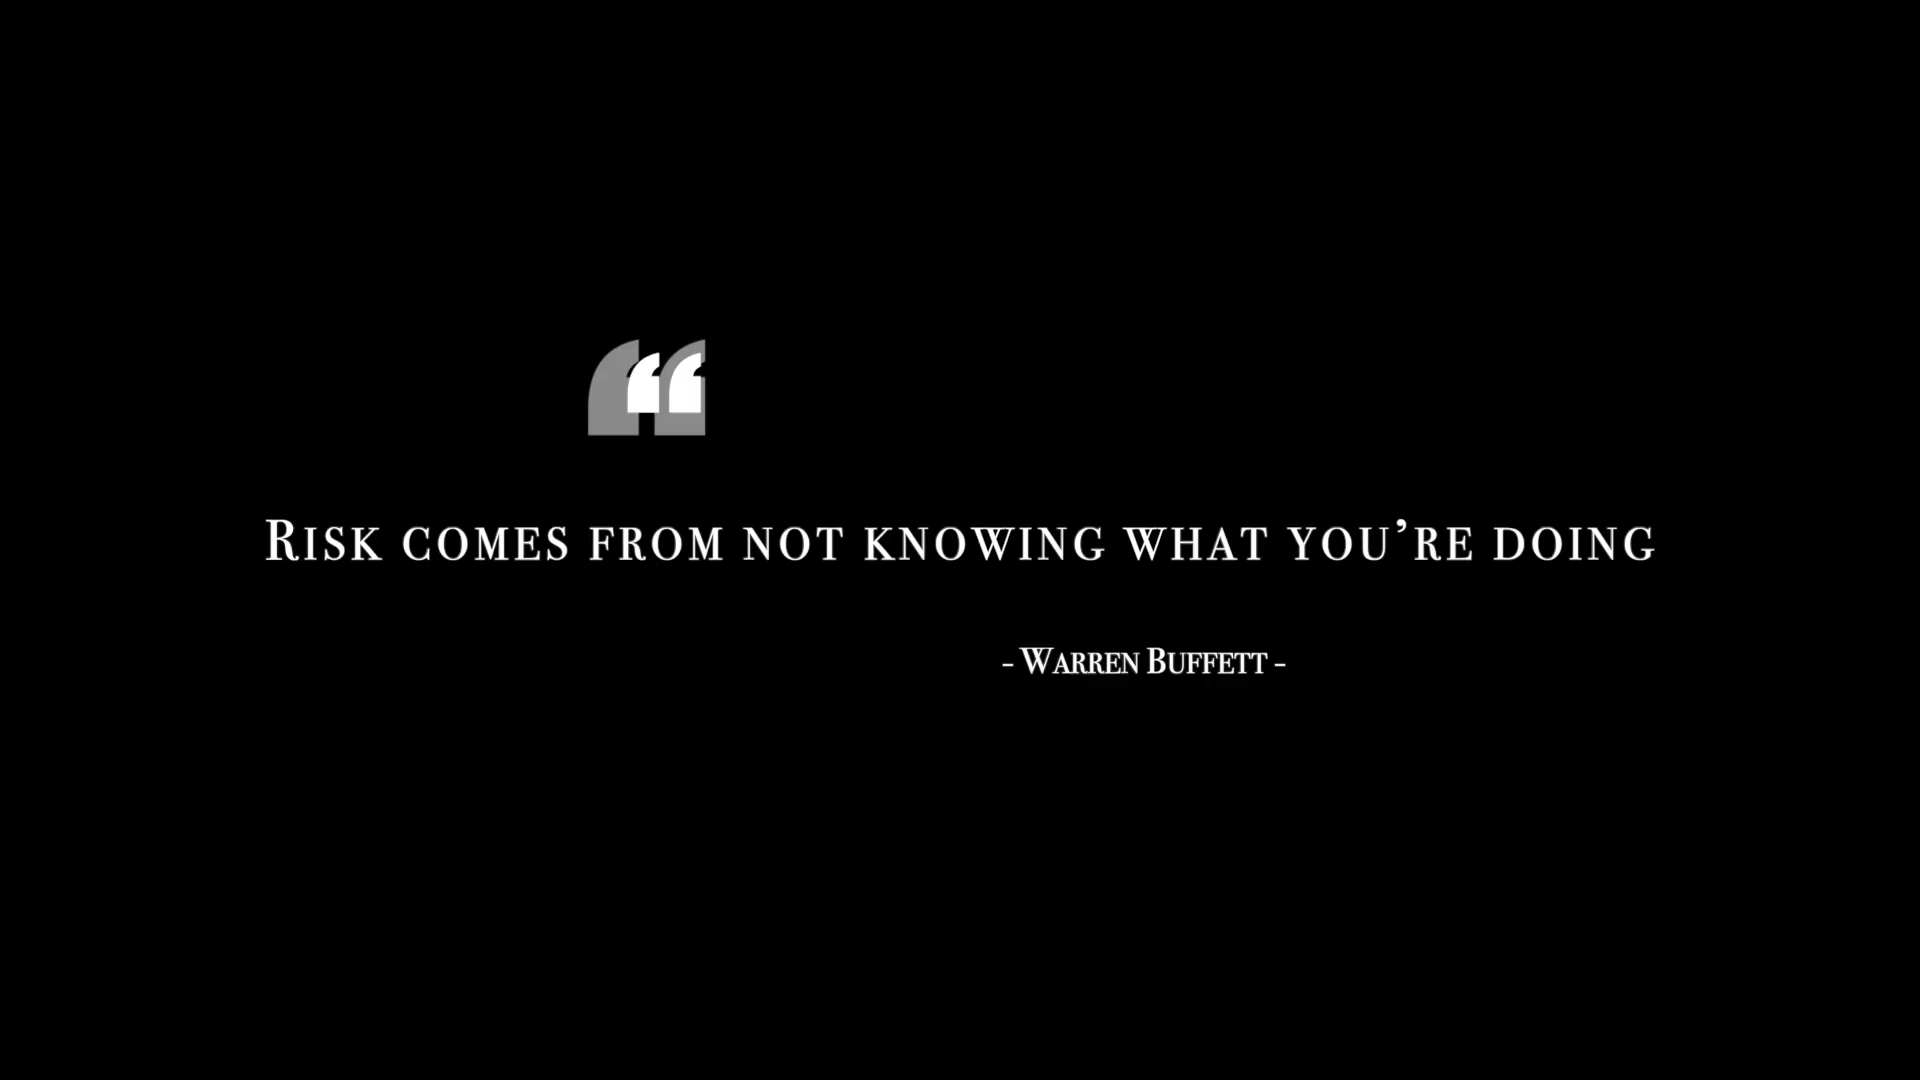 “
Risk comes from not knowing what you’re doing
- Warren Buffett -